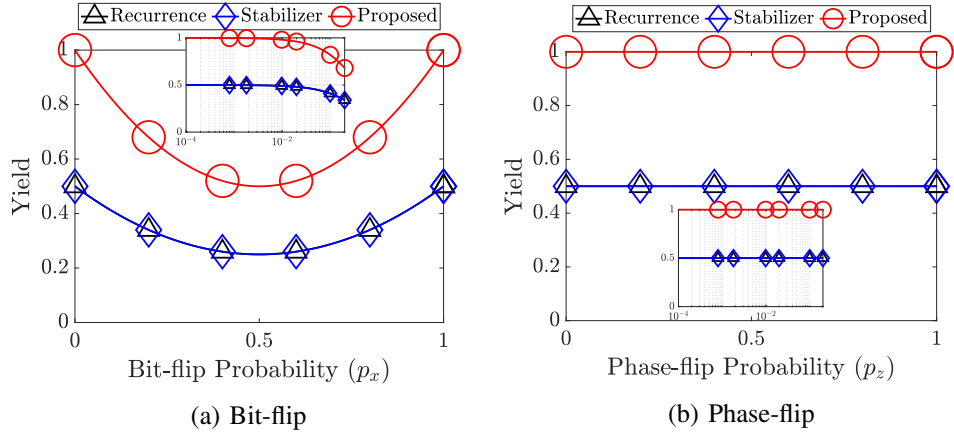 Recurrence Stabilizer Proposed
1
0.8
0.6
0.4
0.2
0
Yield
1
0.5
0
10⁻⁴ 10⁻²
0 0.5 1
Bit-flip Probability (pₓ)
(a) Bit-flip
Recurrence Stabilizer Proposed
1
0.8
0.6
0.4
0.2
0
Yield
1
0.5
0
10⁻⁴ 10⁻²
0 0.5 1
Phase-flip Probability (p_z)
(b) Phase-flip